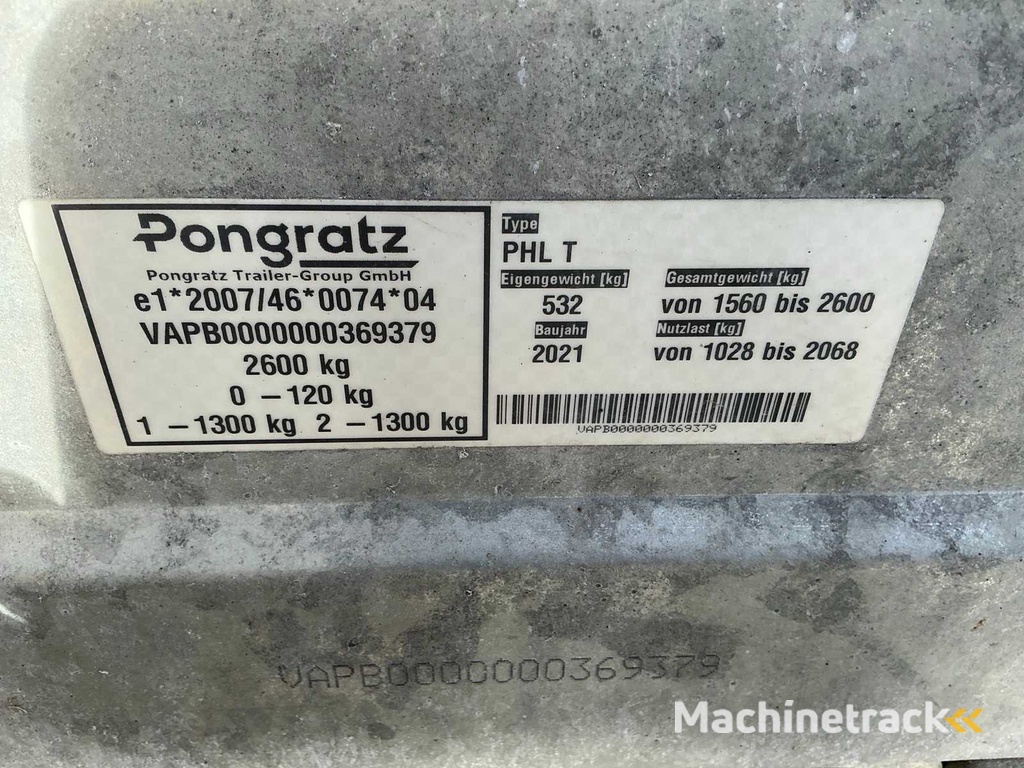 Pongratz
Pongratz Trailer-Group GmbH
e1*2007/46*0074*04
VAPB0000000369379
2600 kg
0 – 120 kg
1 – 1300 kg 2 – 1300 kg
Type
PHL T
Eigengewicht [kg] Gesamtgewicht [kg]
532 von 1560 bis 2600
Baujahr Nutzlast [kg]
2021 von 1028 bis 2068
VAPB0000000369379
VAPB0000000369379
Machinetrack